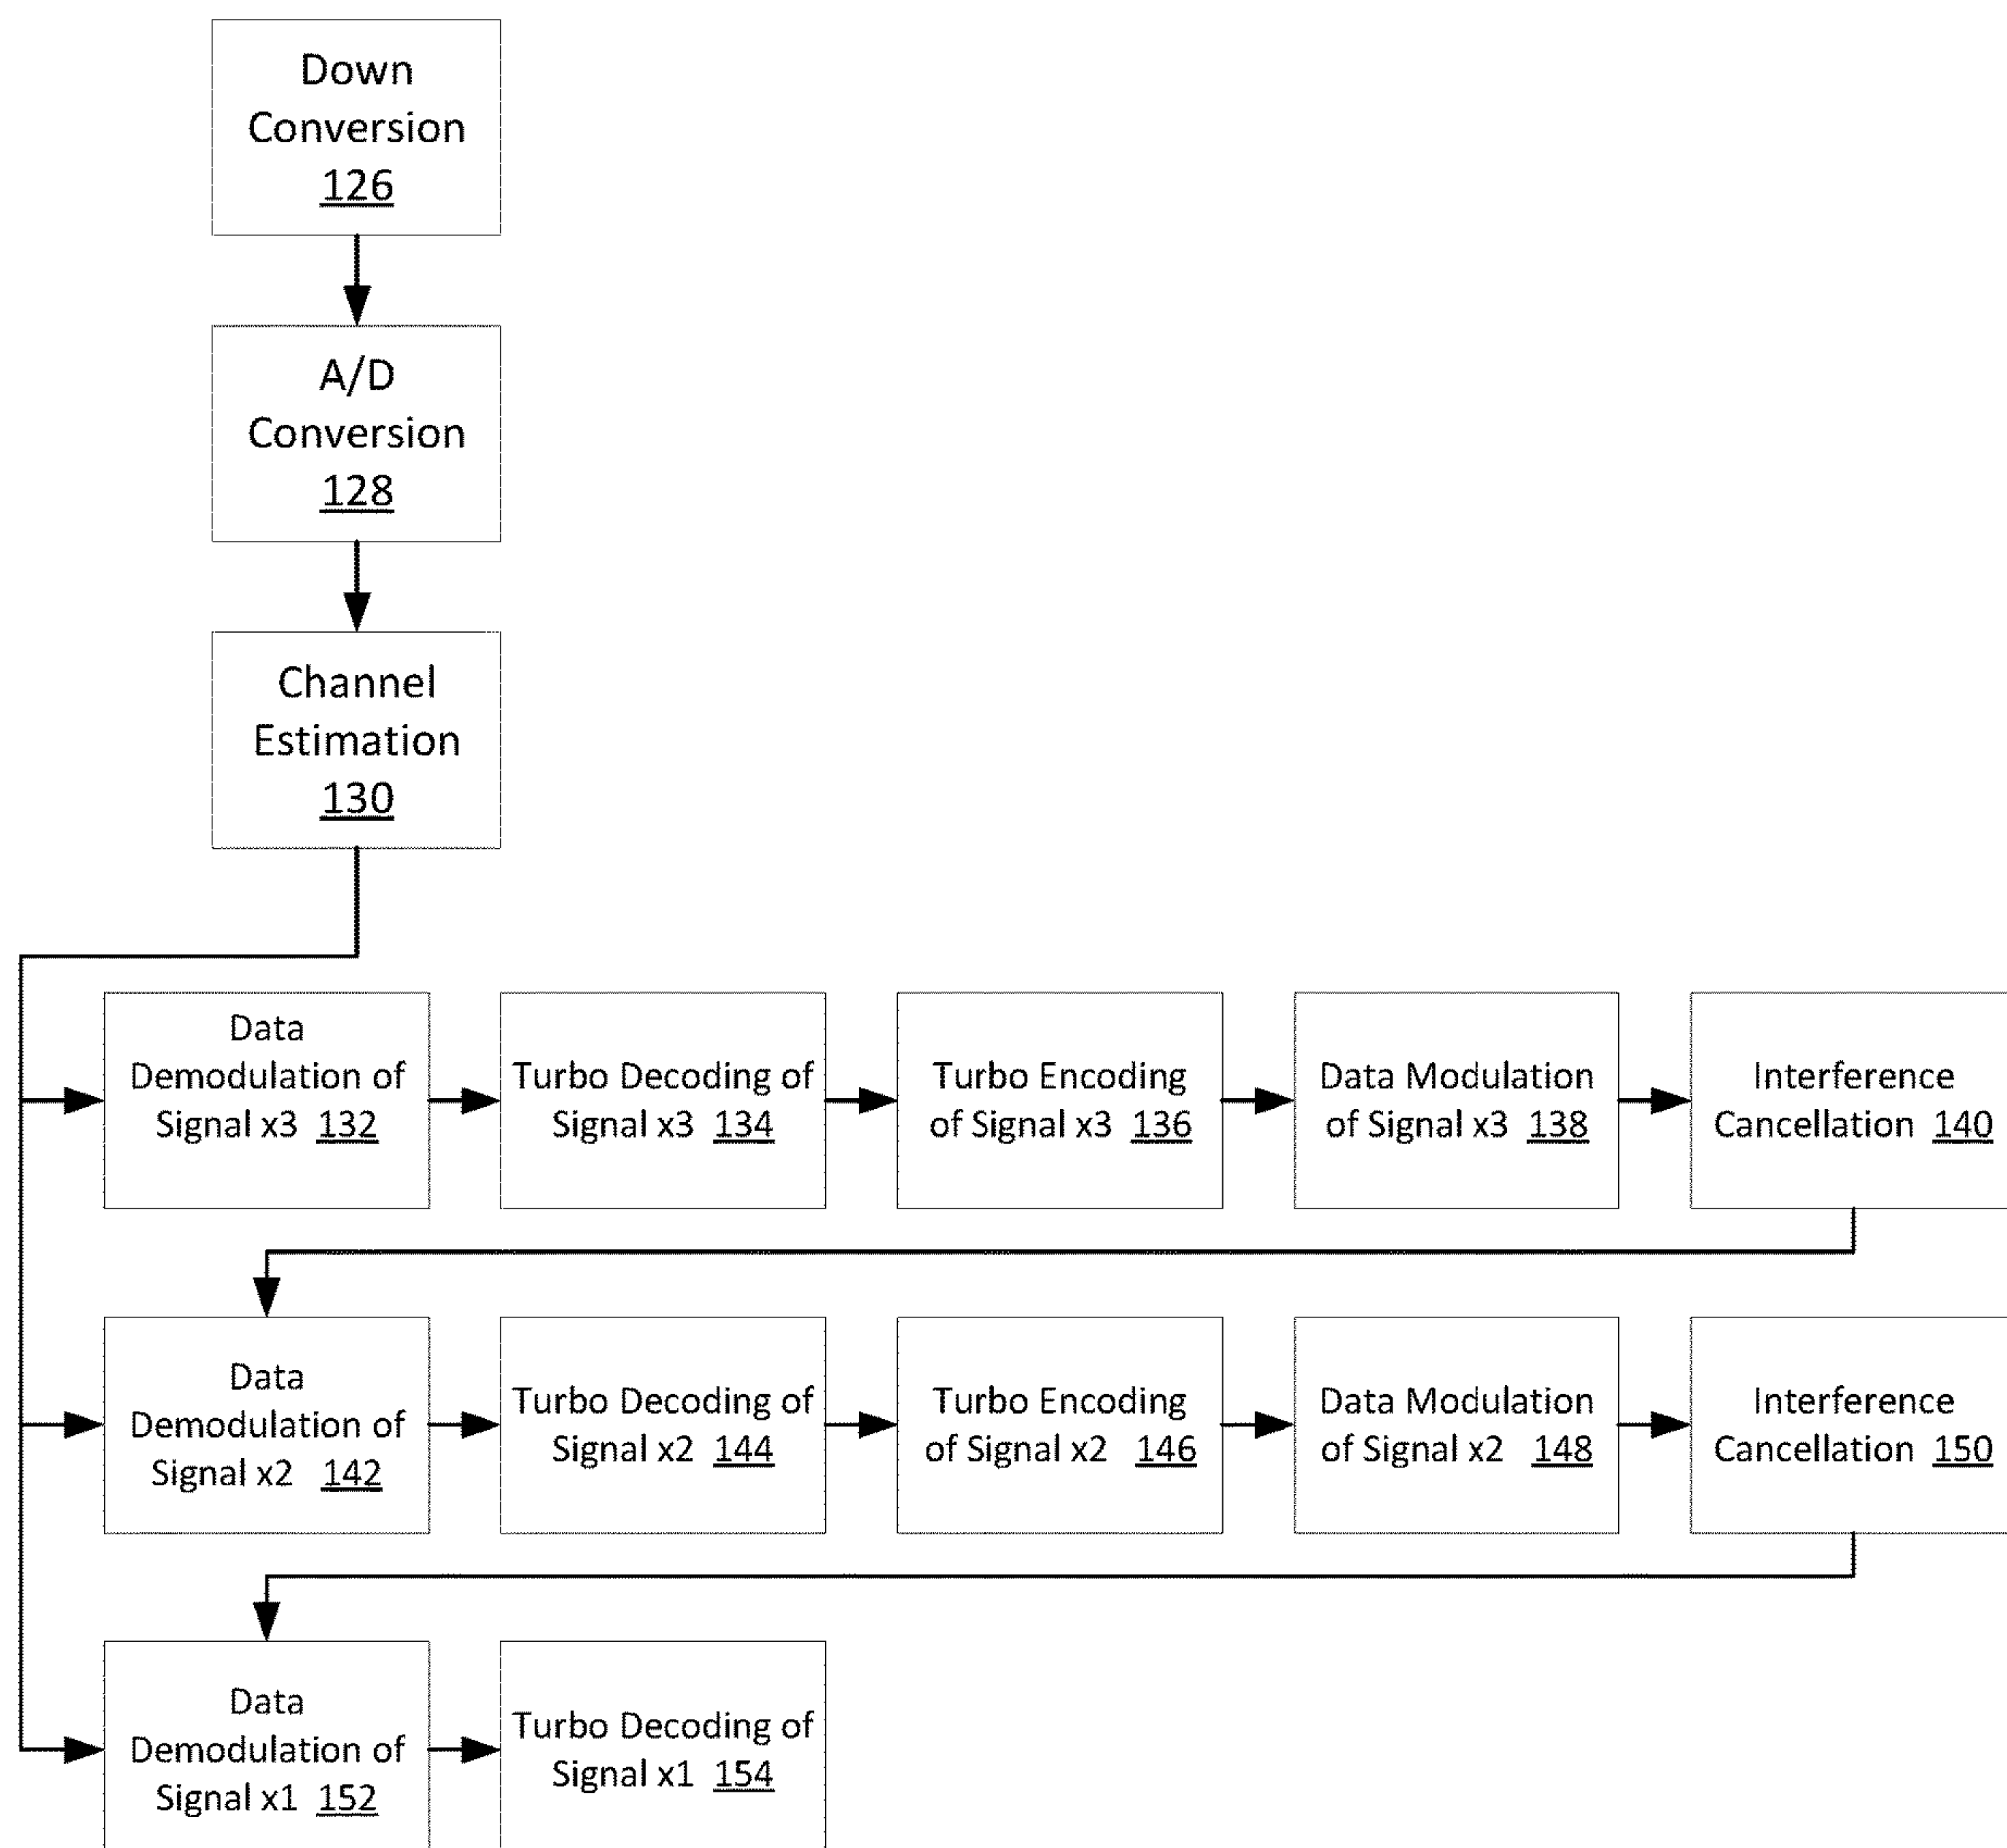 Down
Conversion
126
A/D
Conversion
128
Channel
Estimation
130
Data
Demodulation of
Signal x3 132
Turbo Decoding of
Signal x3 134
Turbo Encoding
of Signal x3 136
Data Modulation
of Signal x3 138
Interference
Cancellation 140
Data
Demodulation of
Signal x2 142
Turbo Decoding of
Signal x2 144
Turbo Encoding
of Signal x2 146
Data Modulation
of Signal x2 148
Interference
Cancellation 150
Data
Demodulation of
Signal x1 152
Turbo Decoding of
Signal x1 154